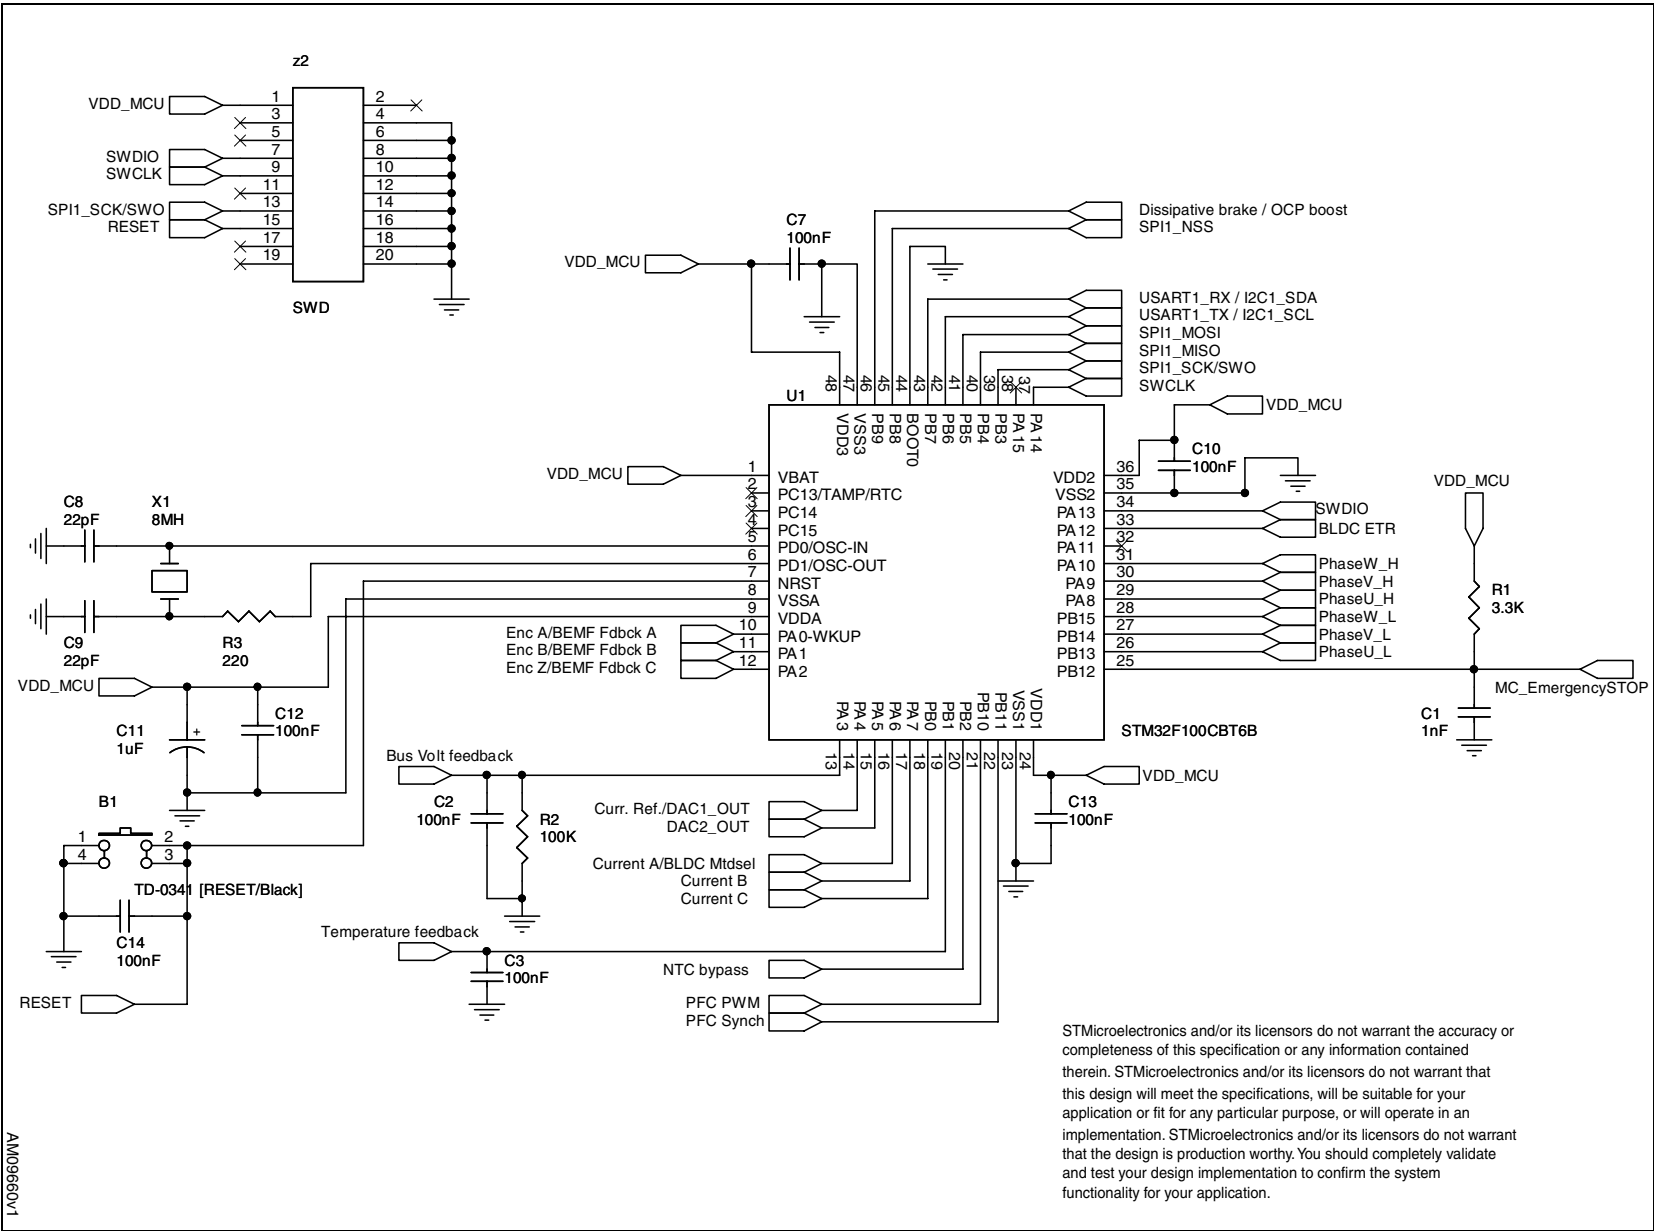 z2
VDD_MCU
1
2
3
4
5
6
SWDIO
7
8
SWCLK
9
10
11
12
SPI1_SCK/SWO
13
14
RESET
15
16
17
18
19
20
SWD
C7
100nF
VDD_MCU
Dissipative brake / OCP boost
SPI1_NSS
USART1_RX / I2C1_SDA
USART1_TX / I2C1_SCL
SPI1_MOSI
SPI1_MISO
SPI1_SCK/SWO
SWCLK
48
47
46
45
44
43
42
41
40
39
38
37
U1
VDD3
VSS3
PB9
PB8
BOOT0
PB7
PB6
PB5
PB4
PB3
PA15
PA14
VDD_MCU
C10
100nF
VDD_MCU
1
VBAT
2
PC13/TAMP/RTC
3
PC14
4
PC15
5
PD0/OSC-IN
6
PD1/OSC-OUT
7
NRST
8
VSSA
9
VDDA
10
PA0-WKUP
11
PA1
12
PA2
VDD2
36
VSS2
35
PA13
34
SWDIO
PA12
33
BLDC ETR
PA11
32
PA10
31
PhaseW_H
PA9
30
PhaseV_H
PA8
29
PhaseU_H
PB15
28
PhaseW_L
PB14
27
PhaseV_L
PB13
26
PhaseU_L
PB12
25
VDD_MCU
R1
3.3K
MC_EmergencySTOP
C1
1nF
C8
22pF
X1
8MH
C9
22pF
R3
220
Enc A/BEMF Fdbck A
Enc B/BEMF Fdbck B
Enc Z/BEMF Fdbck C
VDD_MCU
C11
1uF
+
C12
100nF
PA3
PA4
PA5
PA6
PA7
PB0
PB1
PB2
PB10
PB11
VSS1
VDD1
STM32F100CBT6B
13
14
15
16
17
18
19
20
21
22
23
24
Bus Volt feedback
C2
100nF
R2
100K
Curr. Ref./DAC1_OUT
DAC2_OUT
Current A/BLDC Mtdsel
Current B
Current C
VDD_MCU
C13
100nF
B1
1
2
4
3
TD-0341 [RESET/Black]
C14
100nF
RESET
Temperature feedback
C3
100nF
NTC bypass
PFC PWM
PFC Synch
STMicroelectronics and/or its licensors do not warrant the accuracy or
completeness of this specification or any information contained
therein. STMicroelectronics and/or its licensors do not warrant that
this design will meet the specifications, will be suitable for your
application or fit for any particular purpose, or will operate in an
implementation. STMicroelectronics and/or its licensors do not warrant
that the design is production worthy. You should completely validate
and test your design implementation to confirm the system
functionality for your application.
AM09660v1